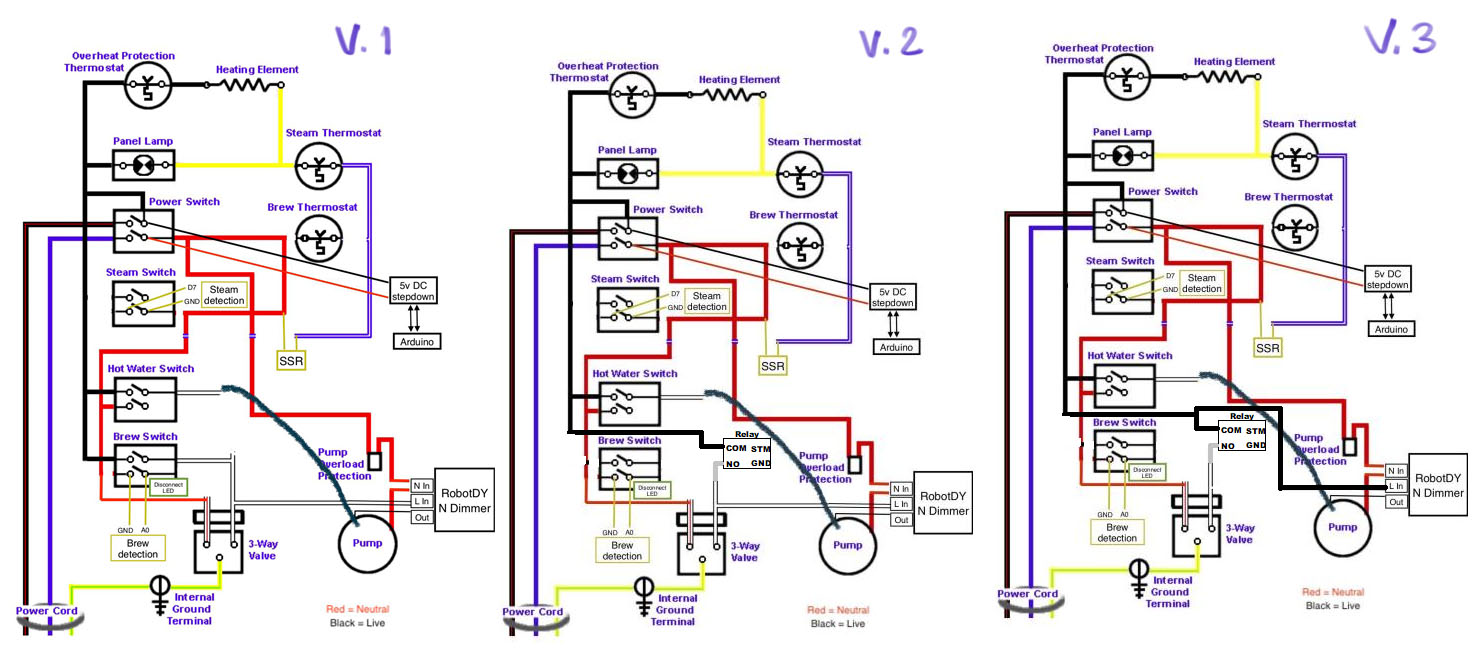 V. 1
Overheat Protection
Thermostat
Heating Element
Steam Thermostat
Panel Lamp
Power Switch
Brew Thermostat
Steam Switch
D7
GND
Steam
detection
5v DC
stepdown
Arduino
SSR
Hot Water Switch
Brew Switch
Disconnect
LED
Pump
Overload
Protection
N In
L In
Out
RobotDY
N Dimmer
GND A0
Brew
detection
3-Way
Valve
Pump
Internal
Ground
Terminal
Power Cord
Red = Neutral
Black = Live
V. 2
Overheat Protection
Thermostat
Heating Element
Steam Thermostat
Panel Lamp
Power Switch
Brew Thermostat
Steam Switch
D7
GND
Steam
detection
5v DC
stepdown
Arduino
SSR
Hot Water Switch
Relay
COM STM
NO GND
Brew Switch
Disconnect
LED
Pump
Overload
Protection
N In
L In
Out
RobotDY
N Dimmer
GND A0
Brew
detection
3-Way
Valve
Pump
Internal
Ground
Terminal
Power Cord
Red = Neutral
Black = Live
V. 3
Overheat Protection
Thermostat
Heating Element
Steam Thermostat
Panel Lamp
Power Switch
Brew Thermostat
Steam Switch
D7
GND
Steam
detection
5v DC
stepdown
Arduino
SSR
Hot Water Switch
Relay
COM STM
NO GND
Brew Switch
Disconnect
LED
Pump
Overload
Protection
N In
L In
Out
RobotDY
N Dimmer
GND A0
Brew
detection
3-Way
Valve
Pump
Internal
Ground
Terminal
Power Cord
Red = Neutral
Black = Live